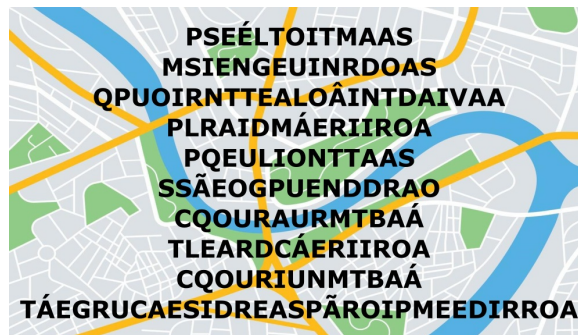 PSEÉLTOITMAAS
MSIENGEUINRDOAS
QPUOIRNTTEALOÂINTDAIVAA
PLRAIDMÁERIIROA
PQEULIONTTAAS
SSÃEOGPUENDDRAO
CQOURAURMTBAÁ
TLEARDCÁERIIROA
CQOURIUNMTBAÁ
TÁEGRUCAESIDREASPÃROIPMEEDIRROA